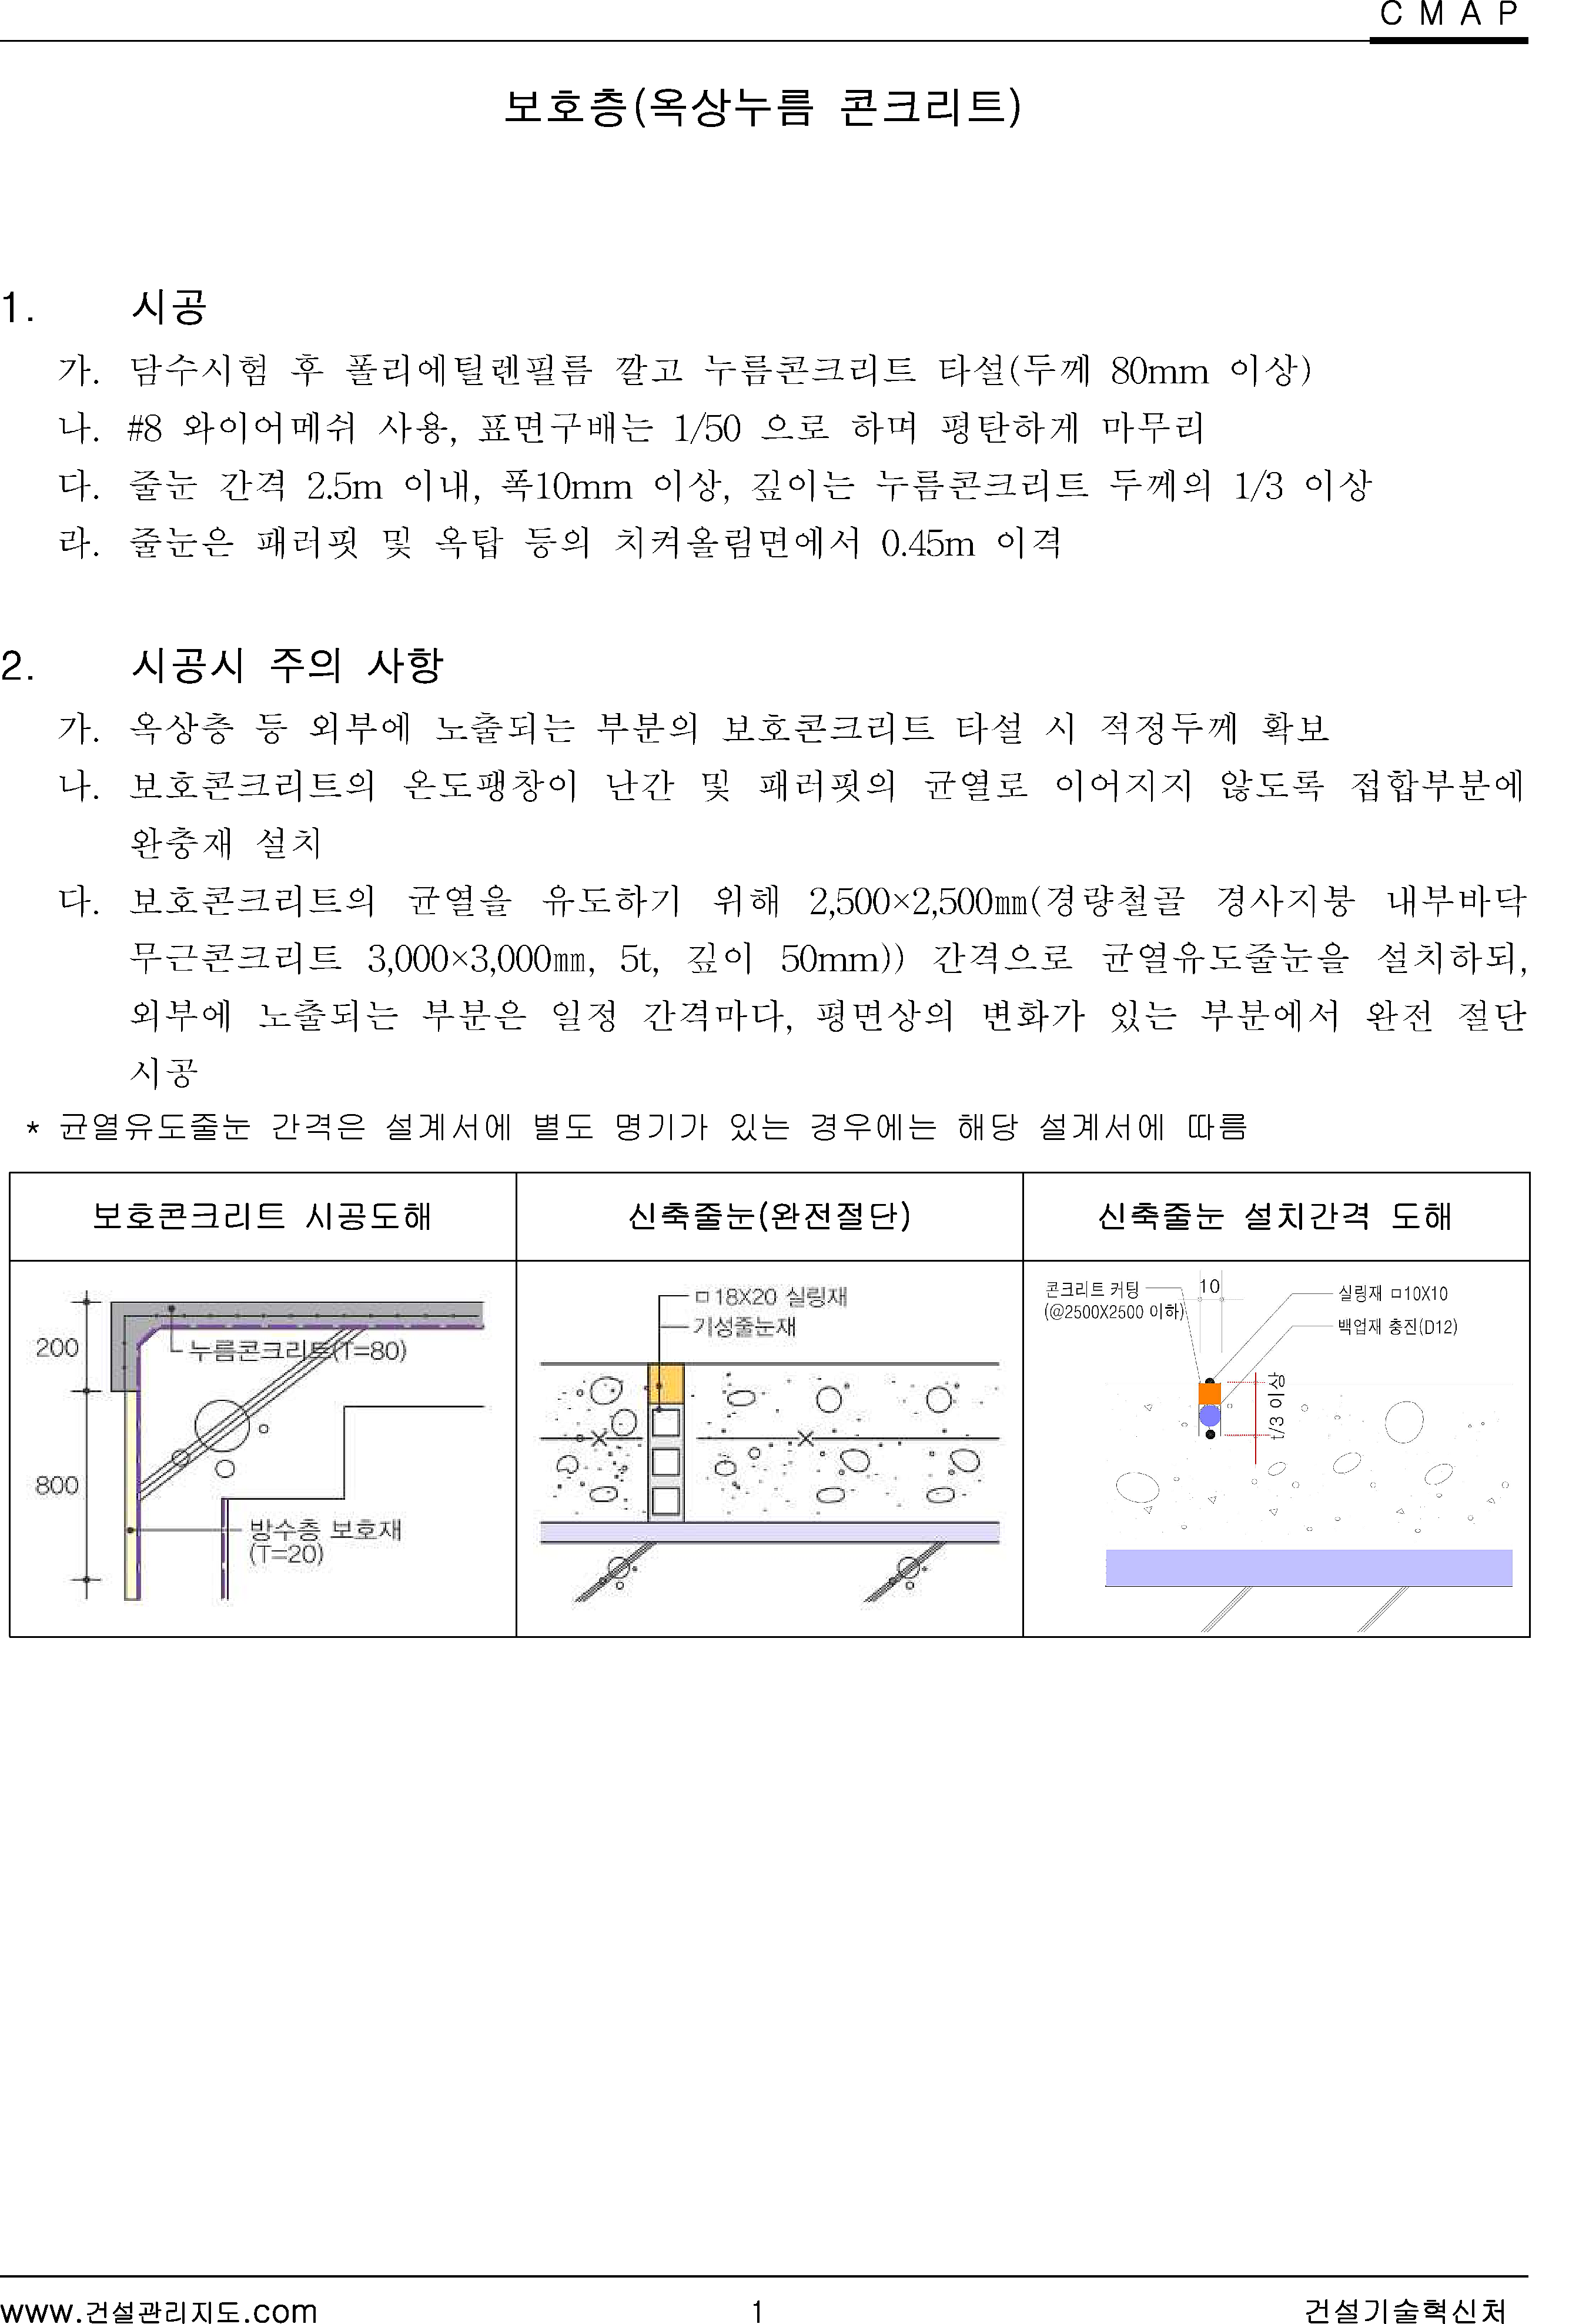 C M A P
보호층(옥상누름 콘크리트)
1. 시공
가. 담수시험 후 폴리에틸렌필름 깔고 누름콘크리트 타설(두께 80mm 이상)
나. #8 와이어메쉬 사용, 표면구배는 1/50 으로 하며 평탄하게 마무리
다. 줄눈 간격 2.5m 이내, 폭10mm 이상, 깊이는 누름콘크리트 두께의 1/3 이상
라. 줄눈은 패러핏 및 옥탑 등의 치켜올림면에서 0.45m 이격
2. 시공시 주의 사항
가. 옥상층 등 외부에 노출되는 부분의 보호콘크리트 타설 시 적정두께 확보
나. 보호콘크리트의 온도팽창이 난간 및 패러핏의 균열로 이어지지 않도록 접합부분에
완충재 설치
다. 보호콘크리트의 균열을 유도하기 위해 2,500×2,500㎜(경량철골 경사지붕 내부바닥
무근콘크리트 3,000×3,000㎜, 5t, 깊이 50mm)) 간격으로 균열유도줄눈을 설치하되,
외부에 노출되는 부분은 일정 간격마다, 평면상의 변화가 있는 부분에서 완전 절단
시공
* 균열유도줄눈 간격은 설계서에 별도 명기가 있는 경우에는 해당 설계서에 따름
보호콘크리트 시공도해
신축줄눈(완전절단)
신축줄눈 설치간격 도해
200
누름콘크리트(T=80)
800
방수층 보호재
(T=20)
ㅁ18X20 실링재
기성줄눈재
콘크리트 커팅
(@2500X2500 이하)
10
실링재 ㅁ10X10
백업재 충진(D12)
t/3 이상
www.건설관리지도.com
1
건설기술혁신처